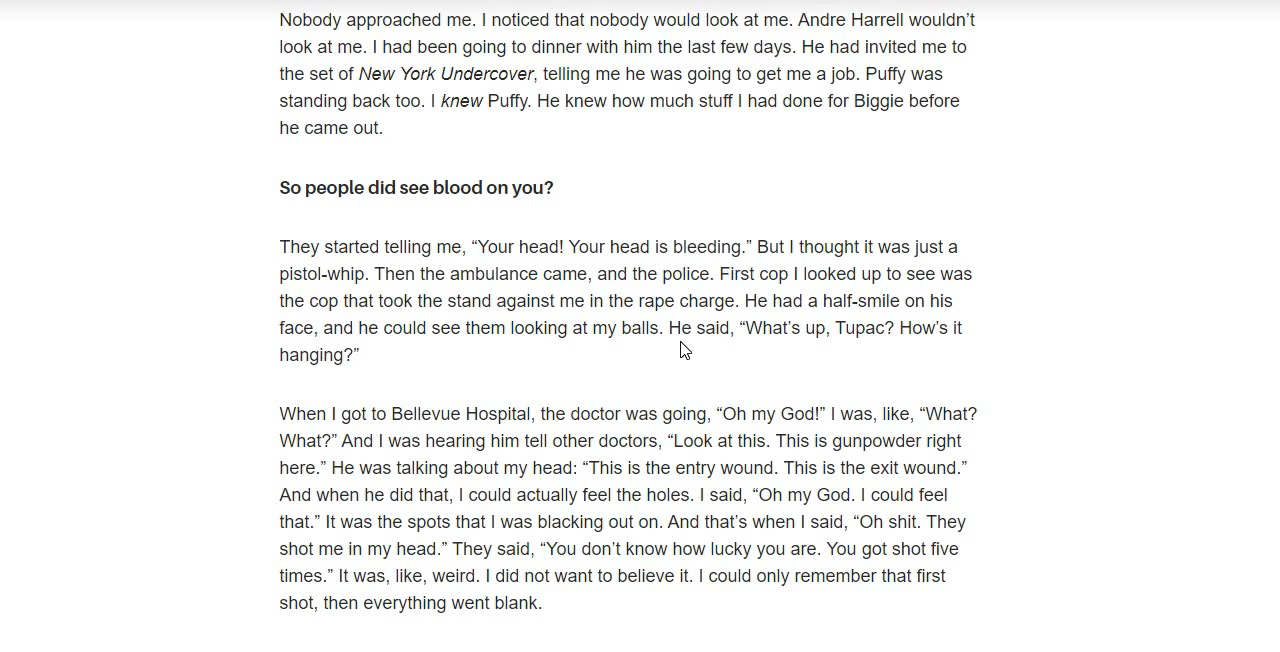 Nobody approached me. I noticed that nobody would look at me. Andre Harrell wouldn’t
look at me. I had been going to dinner with him the last few days. He had invited me to
the set of New York Undercover, telling me he was going to get me a job. Puffy was
standing back too. I knew Puffy. He knew how much stuff I had done for Biggie before
he came out.
So people did see blood on you?
They started telling me, “Your head! Your head is bleeding.” But I thought it was just a
pistol-whip. Then the ambulance came, and the police. First cop I looked up to see was
the cop that took the stand against me in the rape charge. He had a half-smile on his
face, and he could see them looking at my balls. He said, “What’s up, Tupac? How’s it
hanging?”
When I got to Bellevue Hospital, the doctor was going, “Oh my God!” I was, like, “What?
What?” And I was hearing him tell other doctors, “Look at this. This is gunpowder right
here.” He was talking about my head: “This is the entry wound. This is the exit wound.”
And when he did that, I could actually feel the holes. I said, “Oh my God. I could feel
that.” It was the spots that I was blacking out on. And that’s when I said, “Oh shit. They
shot me in my head.” They said, “You don’t know how lucky you are. You got shot five
times.” It was, like, weird. I did not want to believe it. I could only remember that first
shot, then everything went blank.